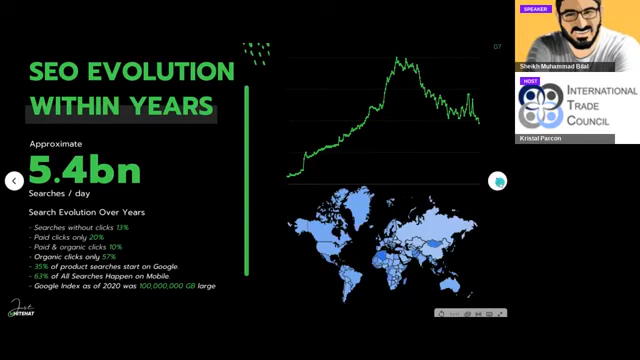 SEO EVOLUTION
WITHIN YEARS
Approximate
5.4bn
Searches / day
Search Evolution Over Years
- Searches without clicks 13%
- Paid clicks only 20%
- Paid & organic clicks 10%
- Organic clicks only 57%
- 35% of product searches start on Google.
- 63% of All Searches Happen on Mobile.
- Google Index as of 2020 was 100,000,000 GB large
Just
WHITEHAT
07
SPEAKER
Sheikh Muhammad Bilal
HOST
INTERNATIONAL
TRADE
COUNCIL
Kristal Parcon